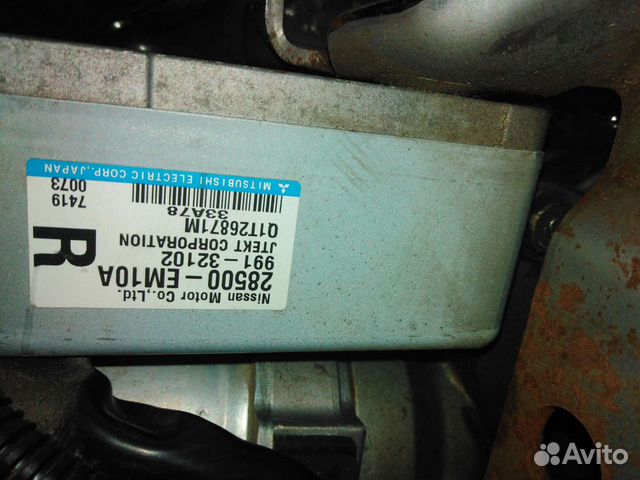 Nissan Motor Co.,Ltd.
28500-EM10A
991-32102
JTEKT CORPORATION
R
Q1T26871M
33A78
7419
0073
MITSUBISHI ELECTRIC CORP.,JAPAN
Avito